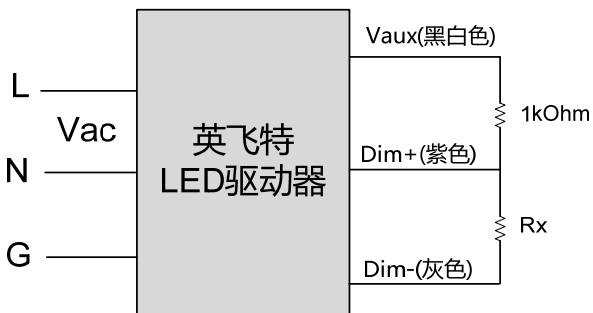 Vaux(黑白色)
L
1kOhm
Vac
英飞特
LED驱动器
Dim+(紫色)
N
Rx
G
Dim-(灰色)